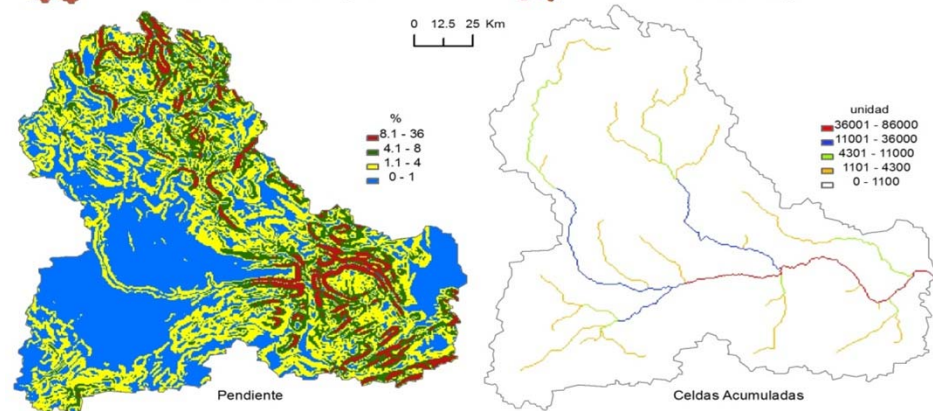 0 12.5 25 Km
%
8.1 - 36
4.1 - 8
1.1 - 4
0 - 1
Pendiente
unidad
36001 - 86000
11001 - 36000
4301 - 11000
1101 - 4300
0 - 1100
Celdas Acumuladas